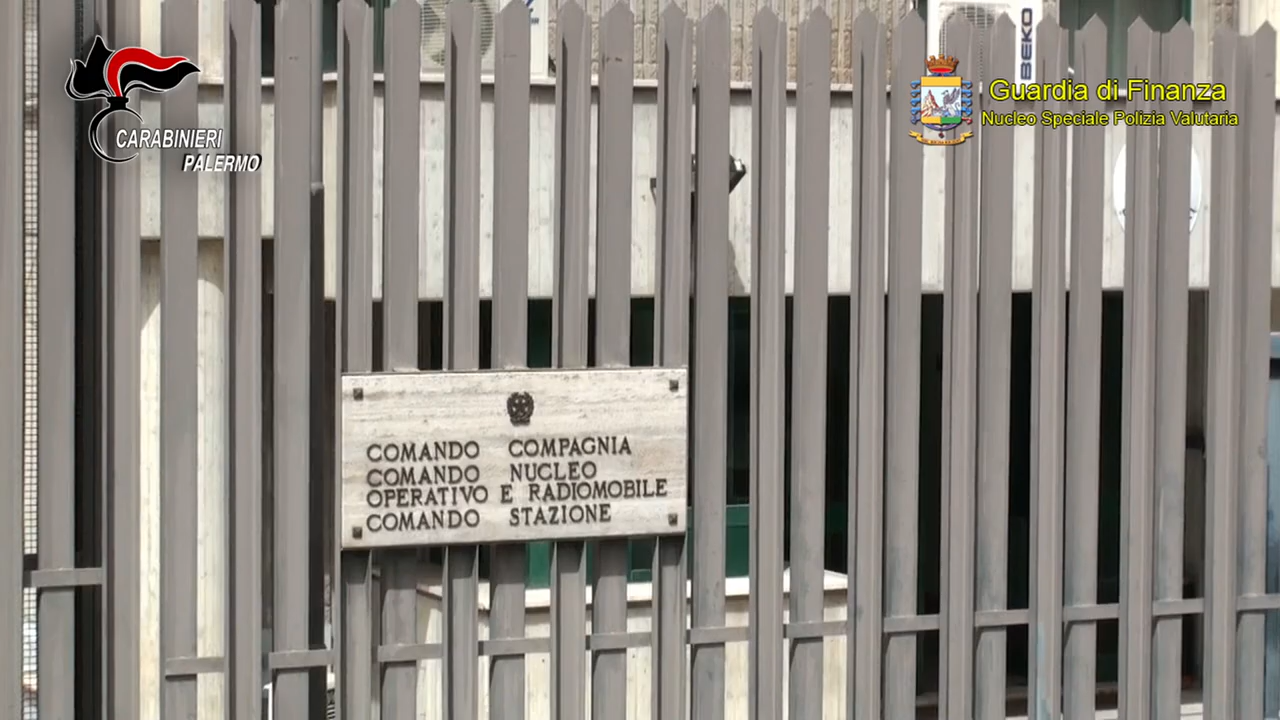 CARABINIERI
PALERMO
BEKO
Guardia di Finanza
Nucleo Speciale Polizia Valutaria
COMANDO COMPAGNIA
COMANDO NUCLEO
OPERATIVO E RADIOMOBILE
COMANDO STAZIONE